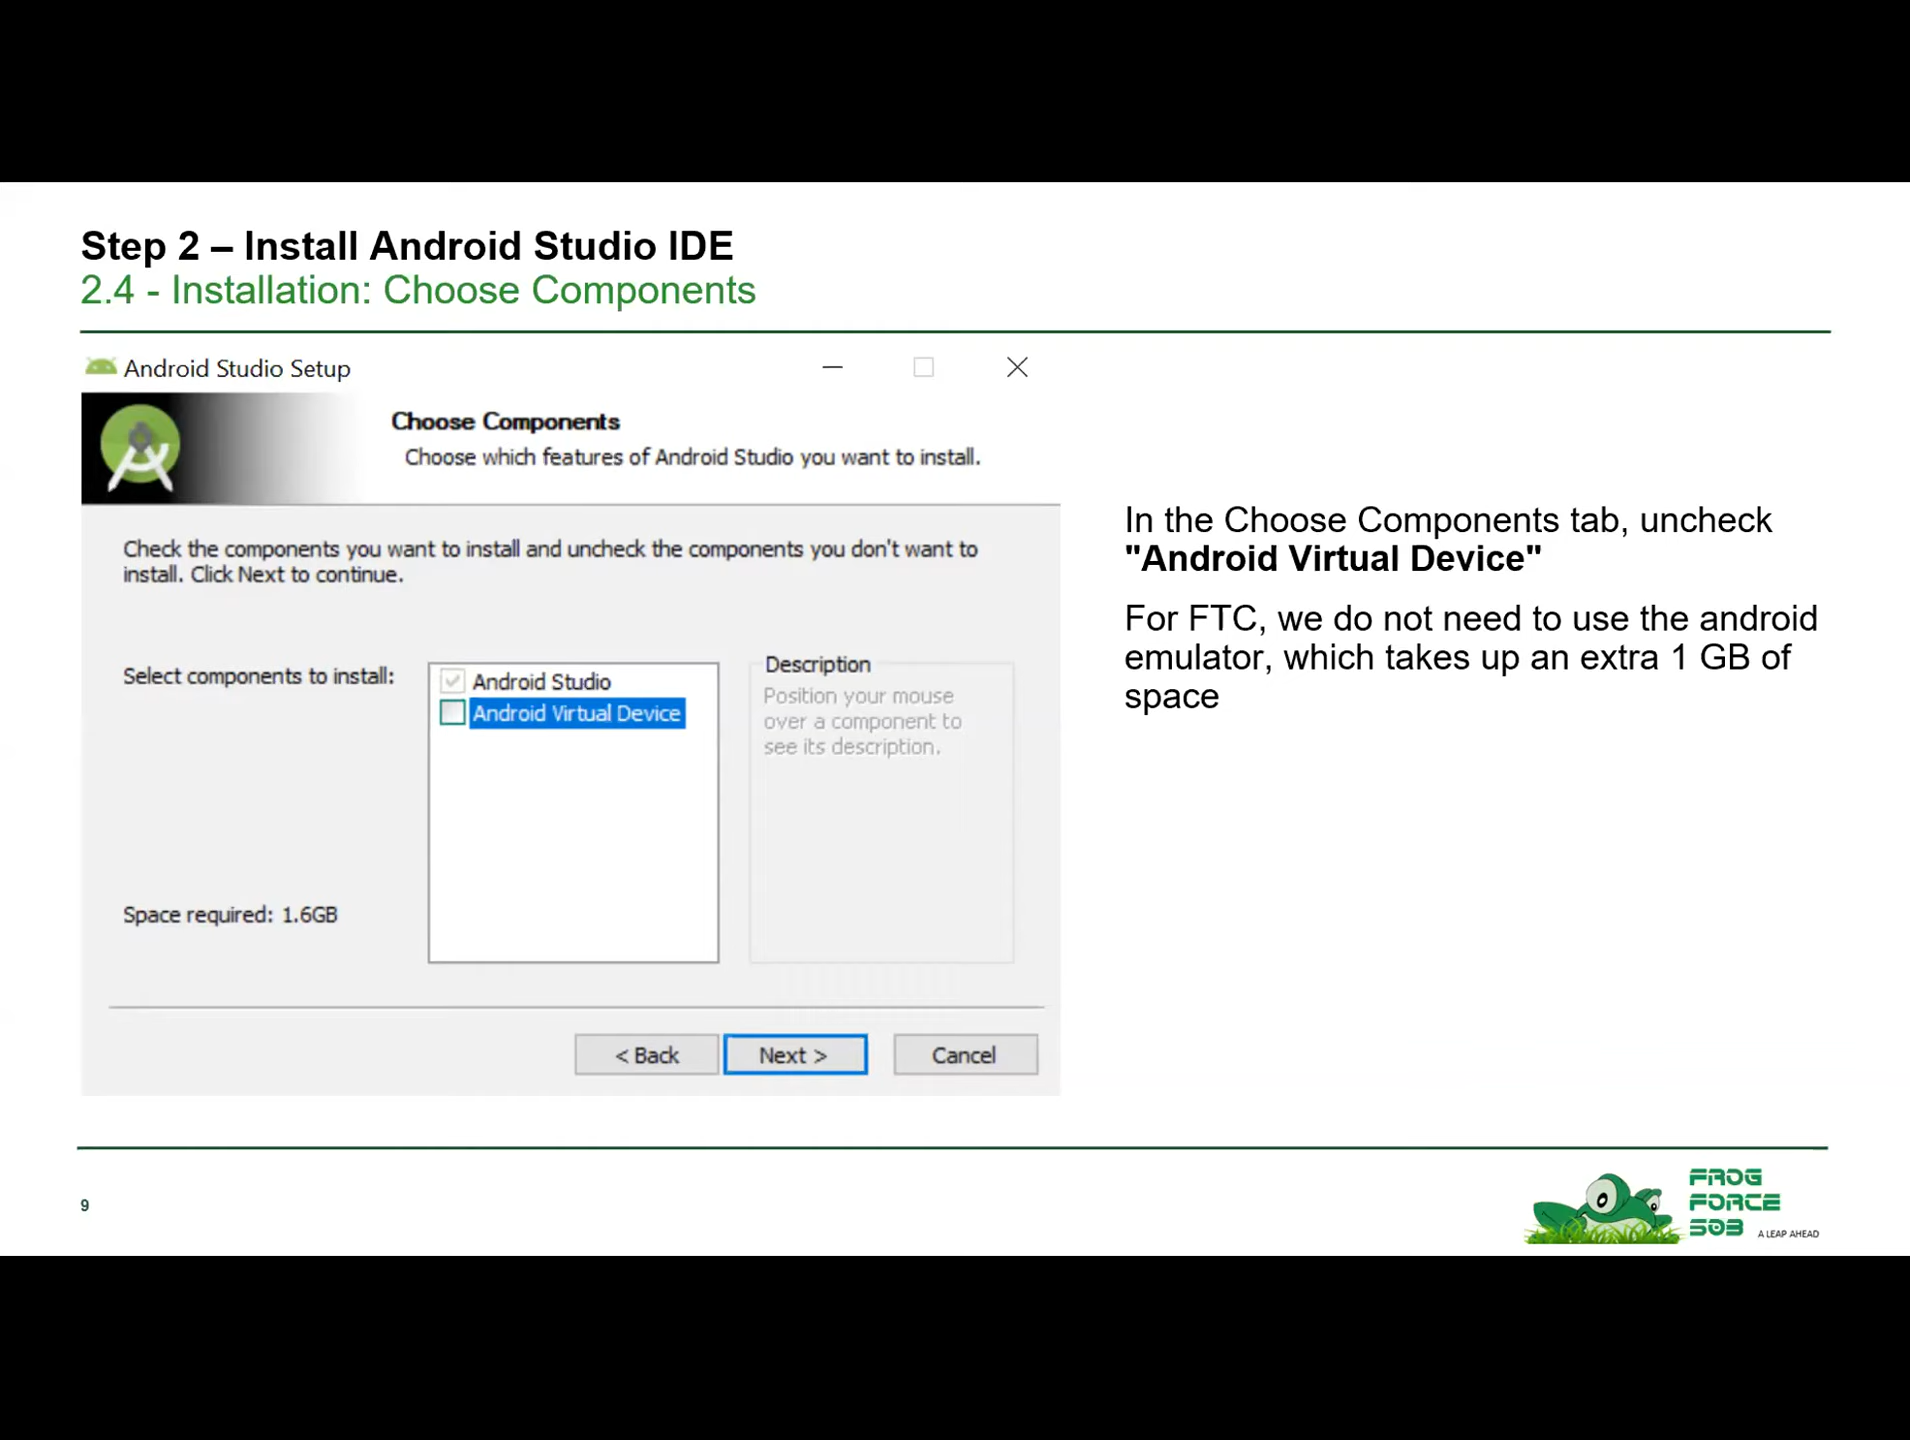 Step 2 – Install Android Studio IDE
2.4 - Installation: Choose Components
Android Studio Setup
Choose Components
Choose which features of Android Studio you want to install.
Check the components you want to install and uncheck the components you don't want to
install. Click Next to continue.
Select components to install:
Android Studio
Android Virtual Device
Description
Position your mouse
over a component to
see its description.
Space required: 1.6GB
< Back
Next >
Cancel
In the Choose Components tab, uncheck
"Android Virtual Device"
For FTC, we do not need to use the android
emulator, which takes up an extra 1 GB of
space
9
FROG
FORCE
503
A LEAP AHEAD